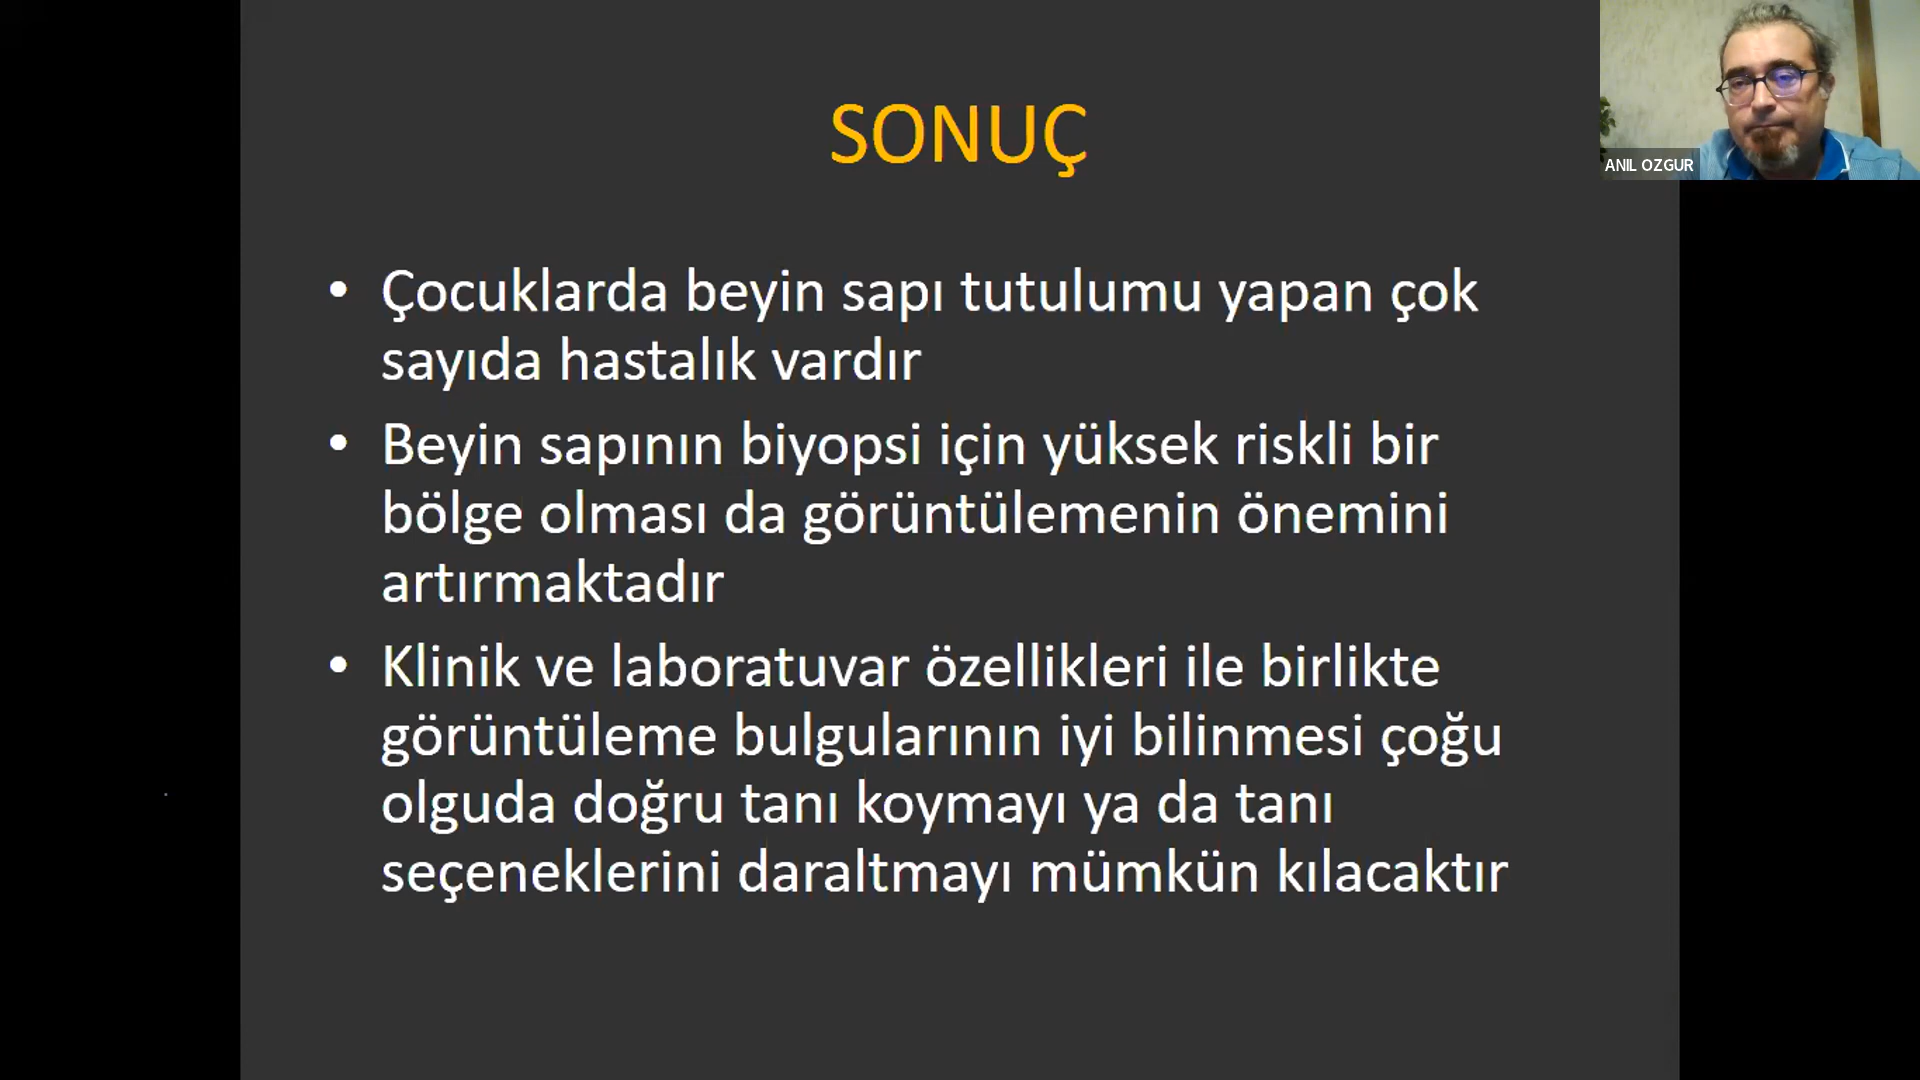 SONUÇ
• Çocuklarda beyin sapı tutulumu yapan çok
sayıda hastalık vardır
• Beyin sapının biyopsi için yüksek riskli bir
bölge olması da görüntülemenin önemini
artırmaktadır
• Klinik ve laboratuvar özellikleri ile birlikte
görüntüleme bulgularının iyi bilinmesi çoğu
olguda doğru tanı koymayı ya da tanı
seçeneklerini daraltmayı mümkün kılacaktır
ANIL OZGUR